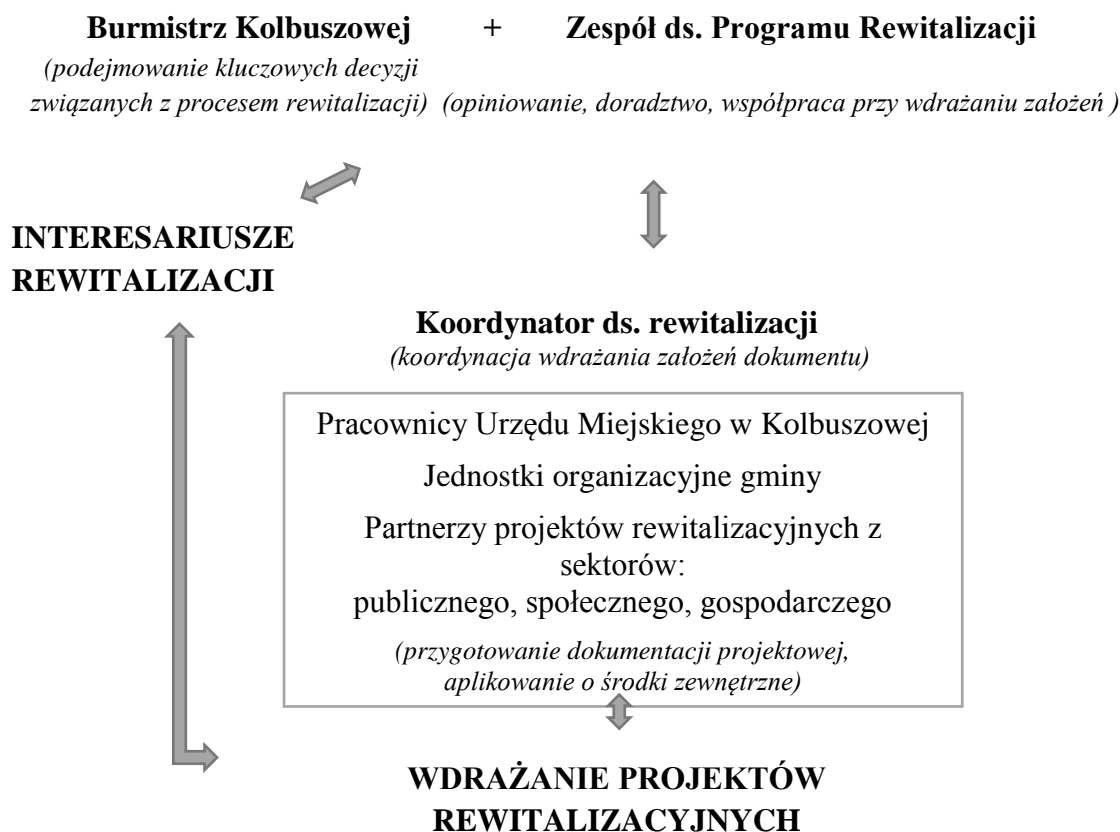 Burmistrz Kolbuszowej + Zespół ds. Programu Rewitalizacji
(podejmowanie kluczowych decyzji
związanych z procesem rewitalizacji) (opiniowanie, doradztwo, współpraca przy wdrażaniu założeń )
INTERESARIUSZE
REWITALIZACJI
Koordynator ds. rewitalizacji
(koordynacja wdrażania założeń dokumentu)
Pracownicy Urzędu Miejskiego w Kolbuszowej
Jednostki organizacyjne gminy
Partnerzy projektów rewitalizacyjnych z
sektorów:
publicznego, społecznego, gospodarczego
(przygotowanie dokumentacji projektowej,
aplikowanie o środki zewnętrzne)
WDRAŻANIE PROJEKTÓW
REWITALIZACYJNYCH